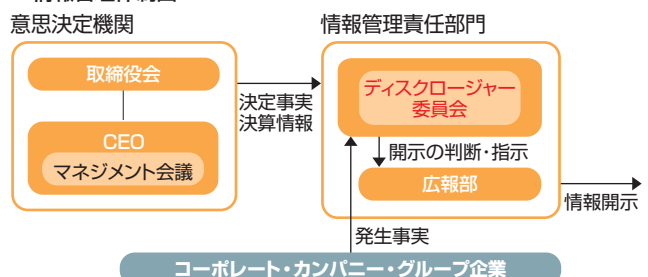 意思決定機関
情報管理責任部門
取締役会
CEO
マネジメント会議
決定事実
決算情報
ディスクロージャー
委員会
開示の判断・指示
広報部
情報開示
発生事実
コーポレート・カンパニー・グループ企業